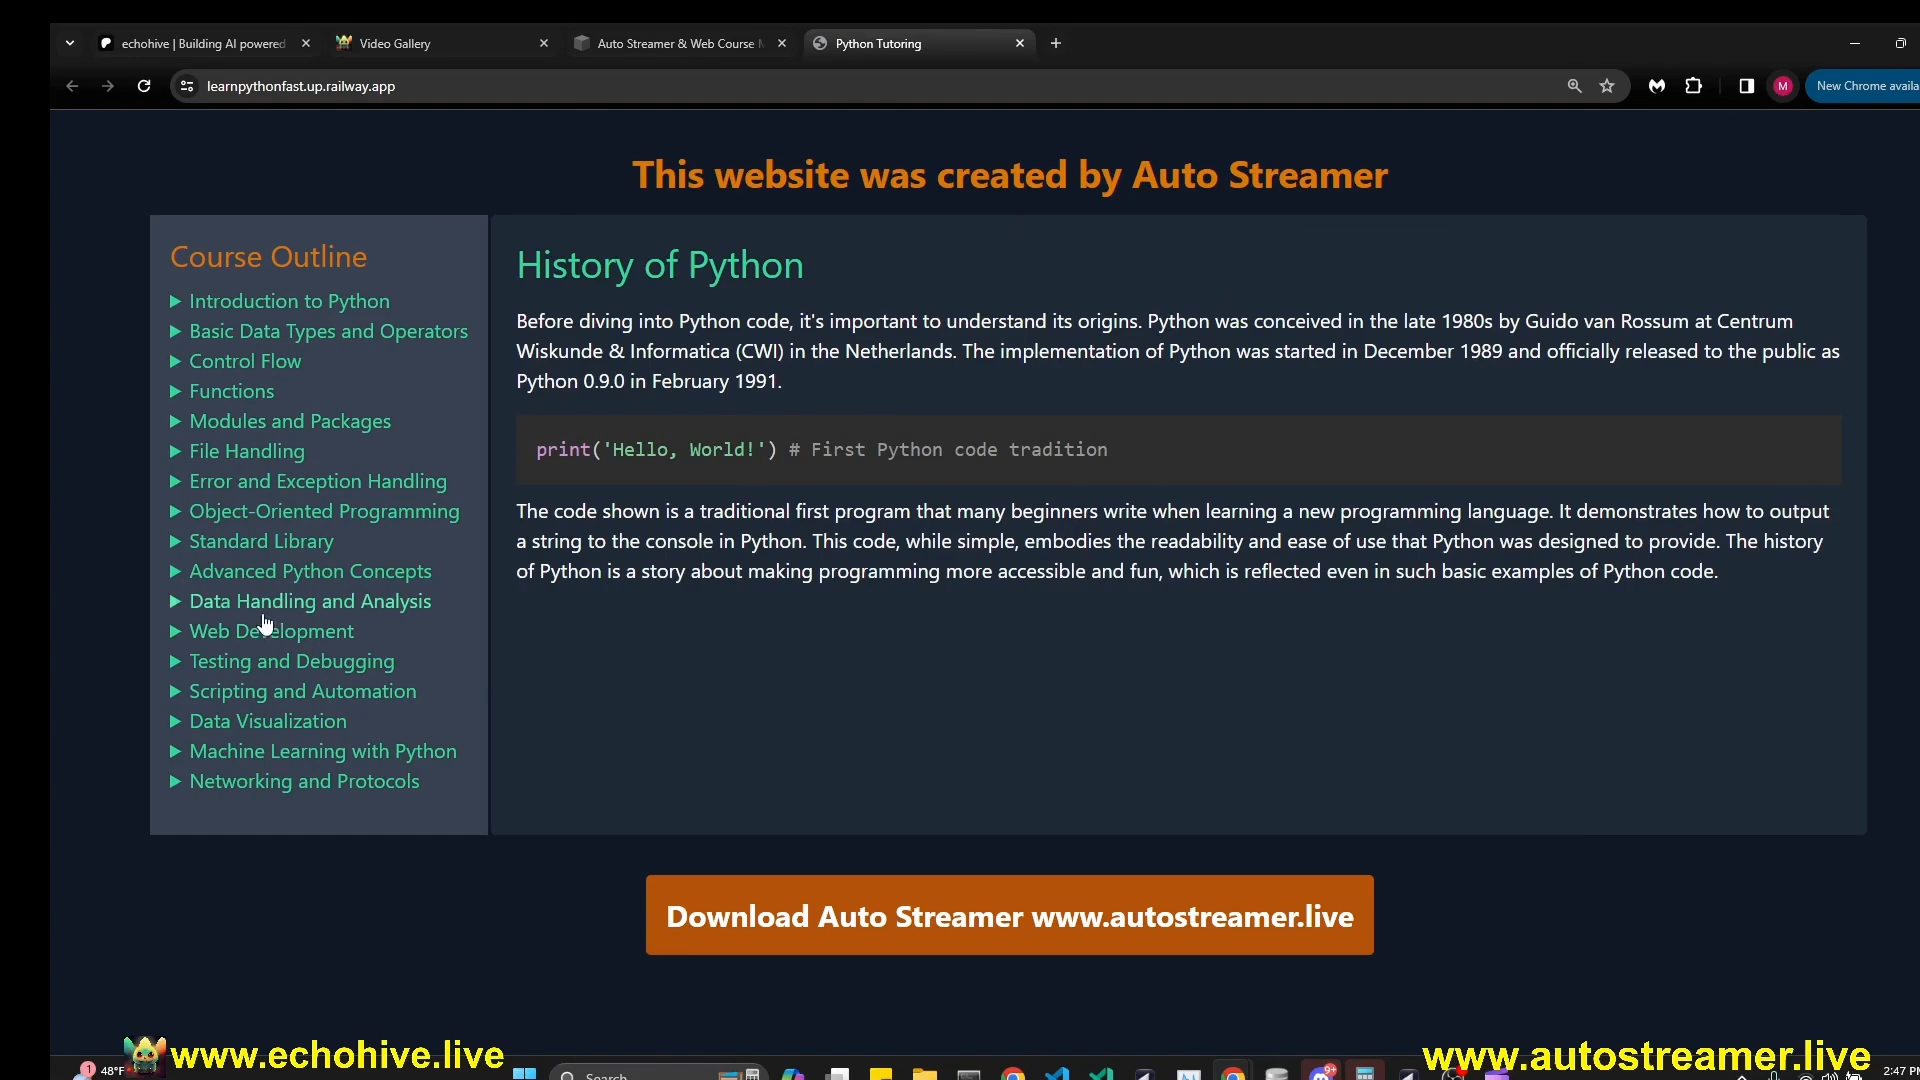 echohive | Building AI powered
Video Gallery
Auto Streamer & Web Course
Python Tutoring
learnpythonfast.up.railway.app
M
New Chrome availa
This website was created by Auto Streamer
Course Outline
Introduction to Python
Basic Data Types and Operators
Control Flow
Functions
Modules and Packages
File Handling
Error and Exception Handling
Object-Oriented Programming
Standard Library
Advanced Python Concepts
Data Handling and Analysis
Web Development
Testing and Debugging
Scripting and Automation
Data Visualization
Machine Learning with Python
Networking and Protocols
History of Python
Before diving into Python code, it's important to understand its origins. Python was conceived in the late 1980s by Guido van Rossum at Centrum
Wiskunde & Informatica (CWI) in the Netherlands. The implementation of Python was started in December 1989 and officially released to the public as
Python 0.9.0 in February 1991.
print('Hello, World!') # First Python code tradition
The code shown is a traditional first program that many beginners write when learning a new programming language. It demonstrates how to output
a string to the console in Python. This code, while simple, embodies the readability and ease of use that Python was designed to provide. The history
of Python is a story about making programming more accessible and fun, which is reflected even in such basic examples of Python code.
Download Auto Streamer www.autostreamer.live
www.echohive.live
www.autostreamer.live
1
48°F
Search
9+
2:47 PM